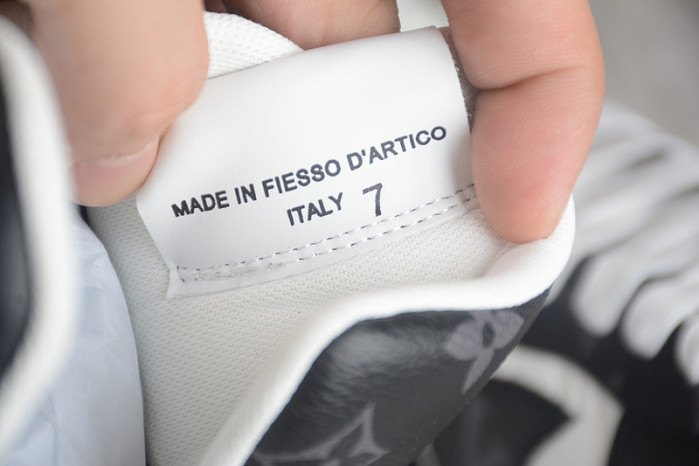 MADE IN FIESSO D'ARTICO
ITALY 7